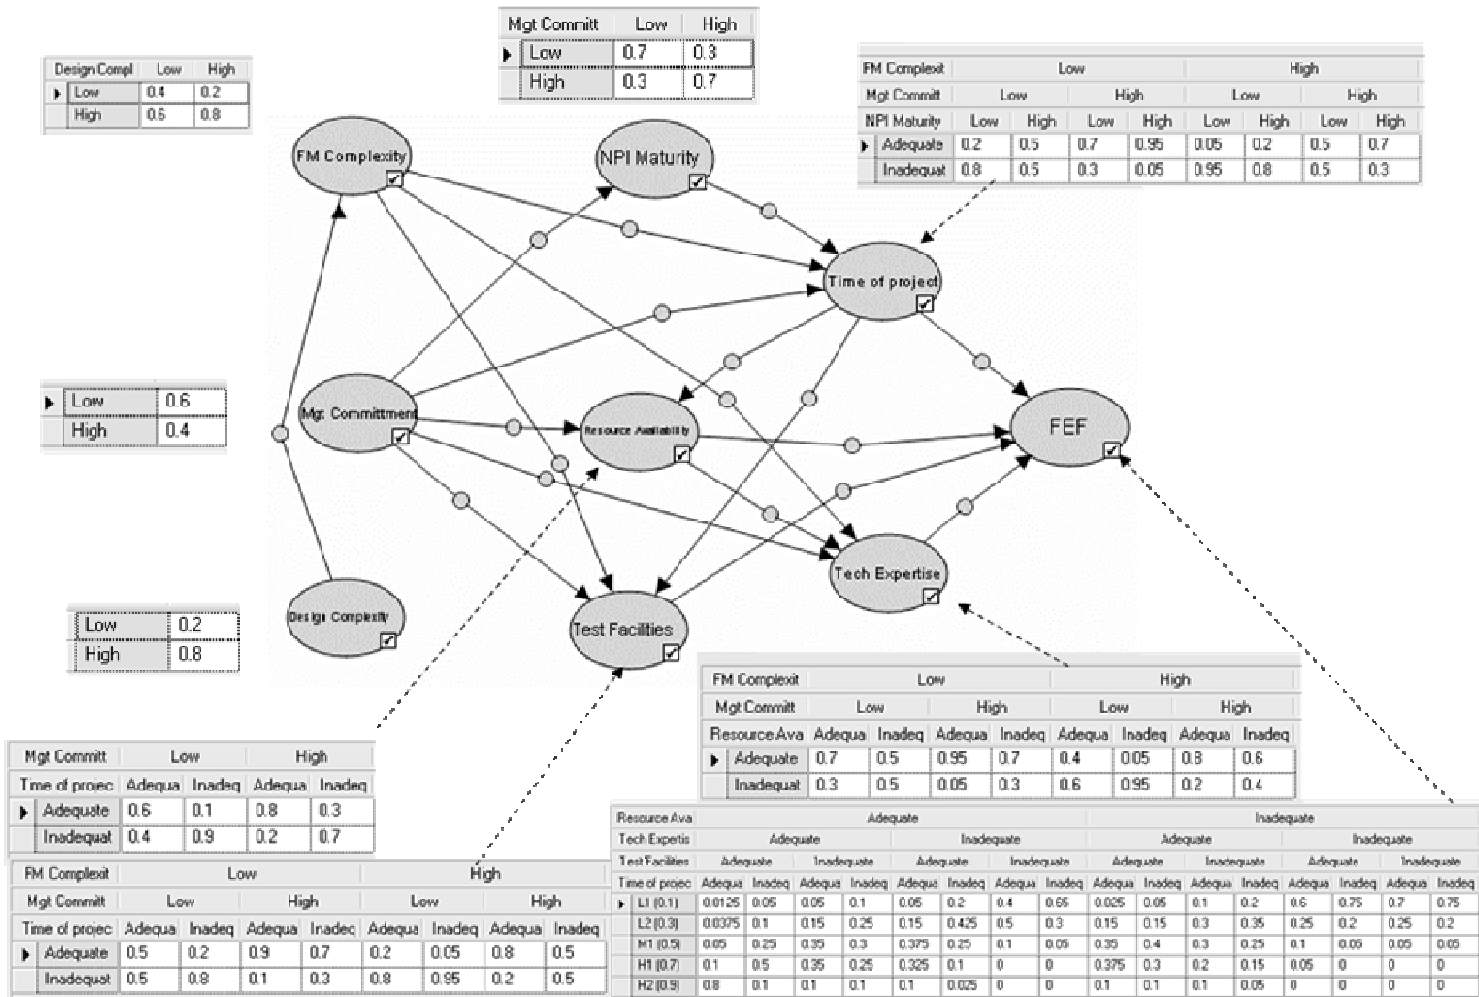 Mgt Committ Low High
Low 0.7 0.3
High 0.3 0.7
Design Compl Low High
Low 0.4 0.2
High 0.6 0.8
FM Complexit Low High
Mgt Committ Low High Low High
NPI Maturity Low High Low High Low High Low High
Adequate 0.2 0.5 0.7 0.95 0.05 0.2 0.5 0.7
Inadequat 0.8 0.5 0.3 0.05 0.95 0.8 0.5 0.3
FM Complexity
NPI Maturity
Time of project
Low 0.6
High 0.4
Mgt Committment
Resource Availability
FEF
Tech Expertise
Design Complexity
Test Facilities
Low 0.2
High 0.8
FM Complexit Low High
Mgt Committ Low High Low High
ResourceAva Adequa Inadeq Adequa Inadeq Adequa Inadeq Adequa Inadeq
Adequate 0.7 0.5 0.95 0.7 0.4 0.05 0.8 0.6
Inadequat 0.3 0.5 0.05 0.3 0.6 0.95 0.2 0.4
Mgt Committ Low High
Time of projec Adequa Inadeq Adequa Inadeq
Adequate 0.6 0.1 0.8 0.3
Inadequat 0.4 0.9 0.2 0.7
FM Complexit Low High
Mgt Committ Low High Low High
Time of projec Adequa Inadeq Adequa Inadeq Adequa Inadeq Adequa Inadeq
Adequate 0.5 0.2 0.9 0.7 0.2 0.05 0.8 0.5
Inadequat 0.5 0.8 0.1 0.3 0.8 0.95 0.2 0.5
Resource Ava Adequate Inadequate
Tech Expertis Adequate Inadequate Adequate Inadequate
Test Facilities Adequate Inadequate Adequate Inadequate Adequate Inadequate Adequate Inadequate
Time of projec Adequa Inadeq Adequa Inadeq Adequa Inadeq Adequa Inadeq Adequa Inadeq Adequa Inadeq Adequa Inadeq Adequa Inadeq
L1 (0.1) 0.0125 0.05 0.05 0.1 0.05 0.2 0.4 0.65 0.025 0.05 0.1 0.2 0.6 0.75 0.7 0.75
L2 (0.3) 0.0375 0.1 0.15 0.25 0.15 0.425 0.5 0.3 0.15 0.15 0.3 0.35 0.25 0.2 0.25 0.2
M1 (0.5) 0.05 0.25 0.35 0.3 0.375 0.25 0.1 0.05 0.35 0.4 0.3 0.25 0.1 0.05 0.05 0.05
H1 (0.7) 0.1 0.5 0.35 0.25 0.325 0.1 0 0 0.375 0.3 0.2 0.15 0.05 0 0 0
H2 (0.9) 0.8 0.1 0.1 0.1 0.1 0.025 0 0 0.1 0.1 0.1 0.05 0 0 0 0